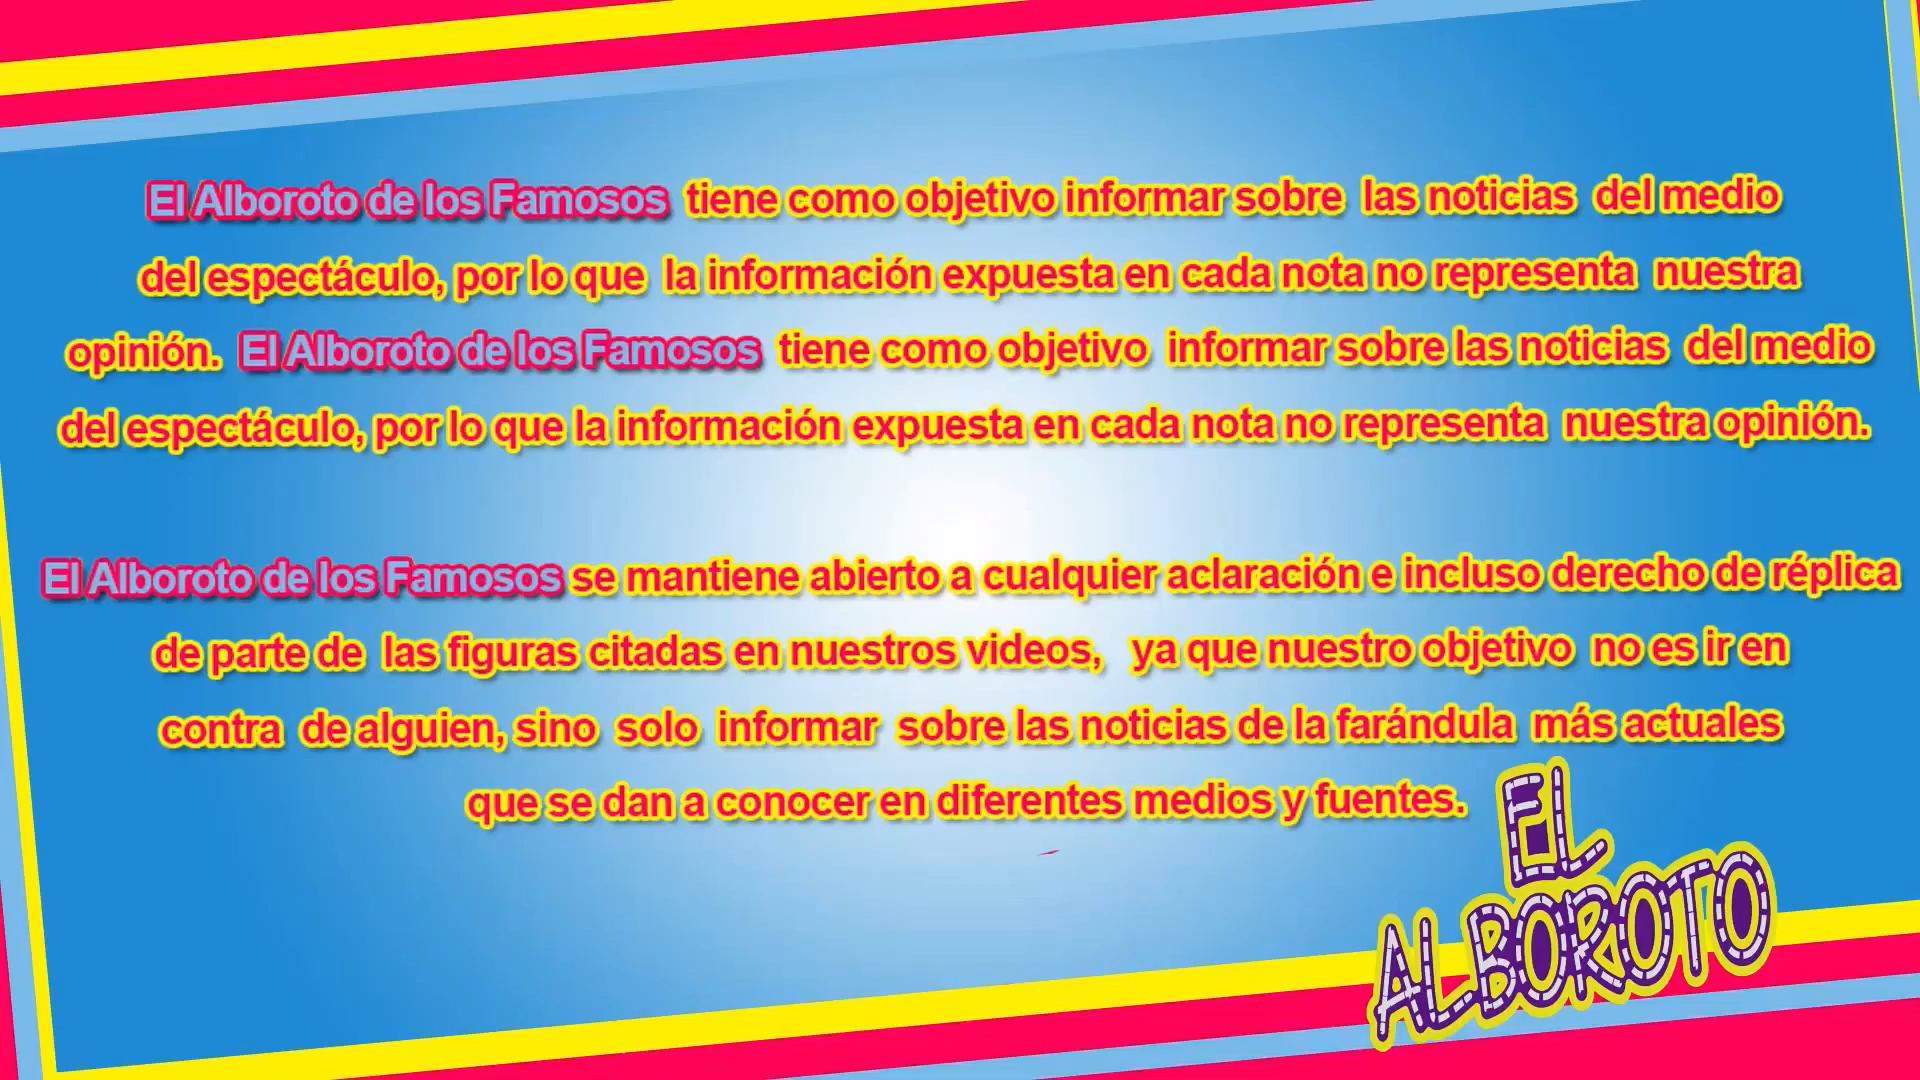 El Alboroto de los Famosos tiene como objetivo informar sobre las noticias del medio
del espectáculo, por lo que la información expuesta en cada nota no representa nuestra
opinión. El Alboroto de los Famosos tiene como objetivo informar sobre las noticias del medio
del espectáculo, por lo que la información expuesta en cada nota no representa nuestra opinión.
El Alboroto de los Famosos se mantiene abierto a cualquier aclaración e incluso derecho de réplica
de parte de las figuras citadas en nuestros videos, ya que nuestro objetivo no es ir en
contra de alguien, sino solo informar sobre las noticias de la farándula más actuales
que se dan a conocer en diferentes medios y fuentes.
EL
ALBOROTO